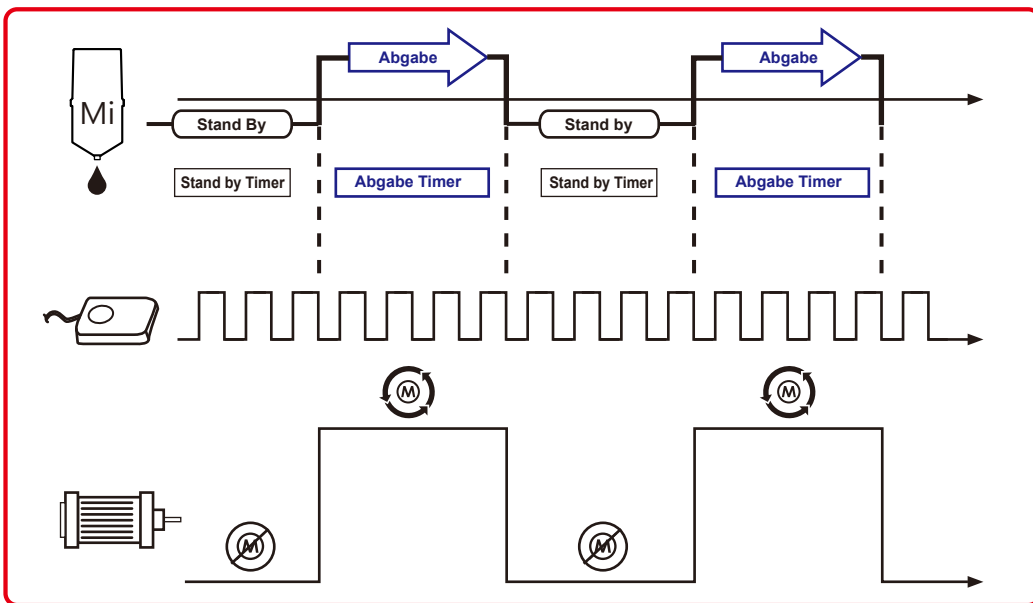 Abgabe
Abgabe
Mi
Stand By
Stand by
Stand by Timer
Abgabe Timer
Stand by Timer
Abgabe Timer
M
M
M
M